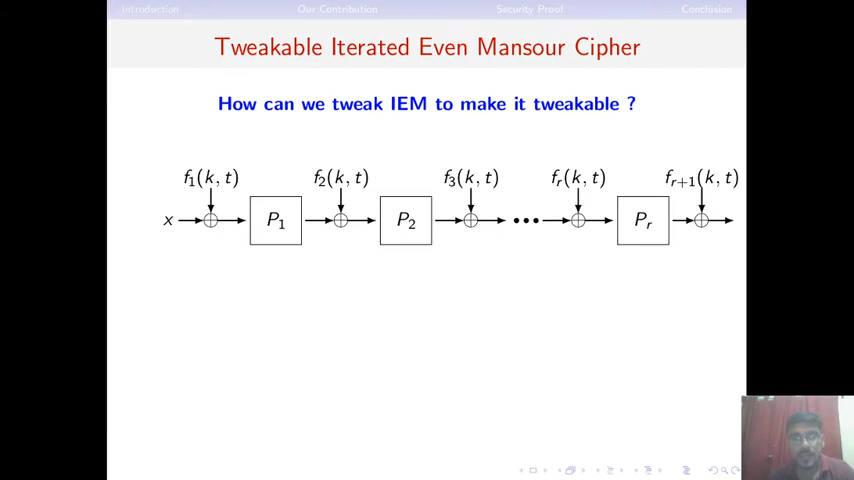 Introduction Our Contribution Security Proof Conclusion
Tweakable Iterated Even Mansour Cipher
How can we tweak IEM to make it tweakable ?
f₁(k, t) f₂(k, t) f₃(k, t) fᵣ(k, t) fᵣ₊₁(k, t)
x P₁ P₂ ••• Pᵣ